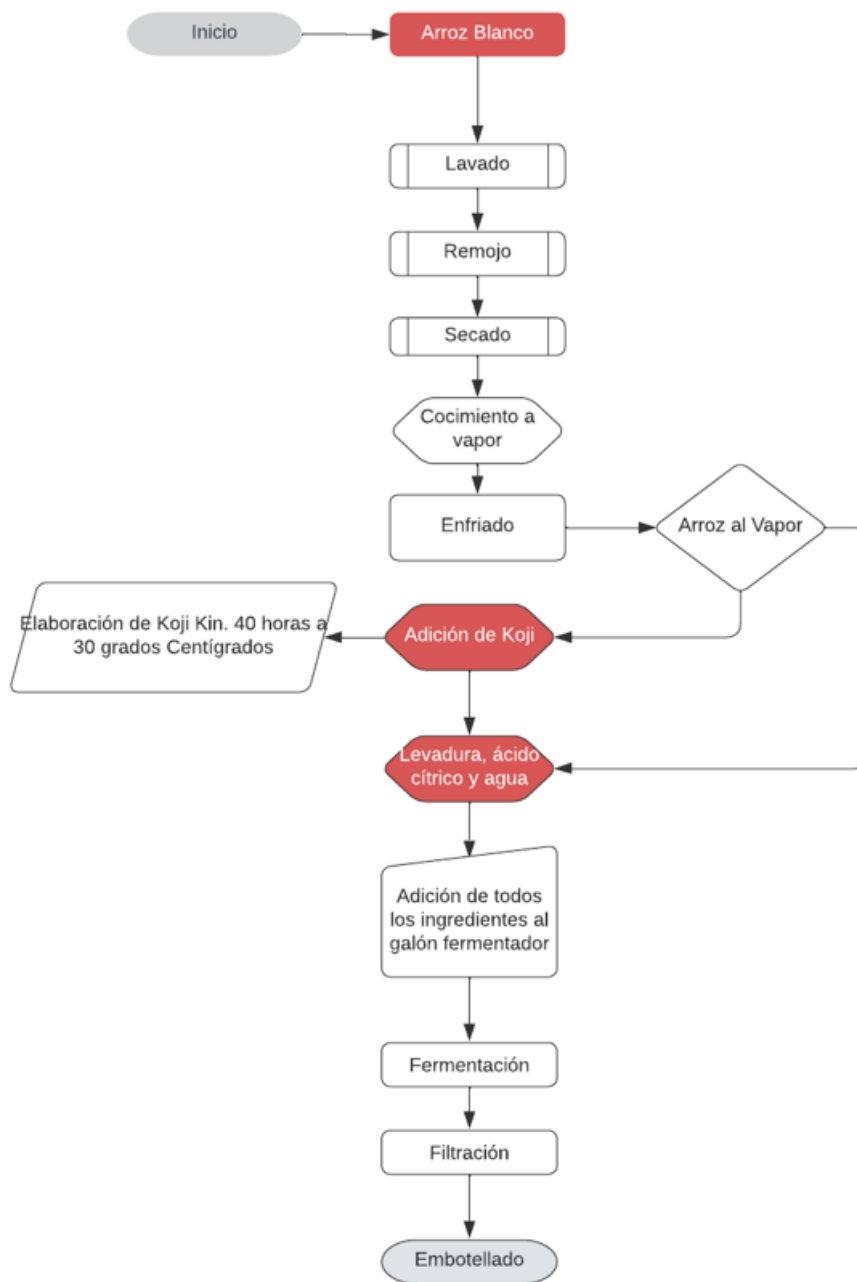 Inicio
Arroz Blanco
Lavado
Remojo
Secado
Cocimiento a
vapor
Enfriado
Arroz al Vapor
Elaboración de Koji Kin. 40 horas a
30 grados Centígrados
Adición de Koji
Levadura, ácido
cítrico y agua
Adición de todos
los ingredientes al
galón fermentador
Fermentación
Filtración
Embotellado